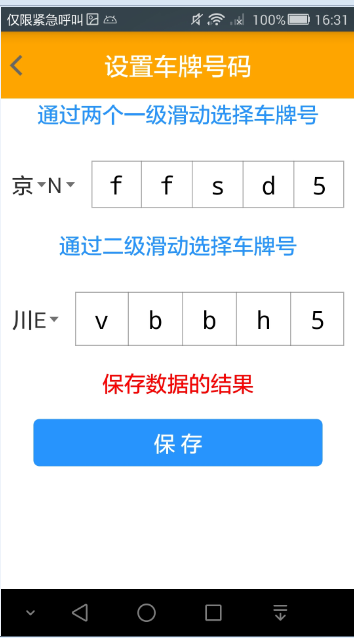 仅限紧急呼叫 100% 16:31
设置车牌号码
通过两个一级滑动选择车牌号
京 N f f s d 5
通过二级滑动选择车牌号
川E v b b h 5
保存数据的结果
保存